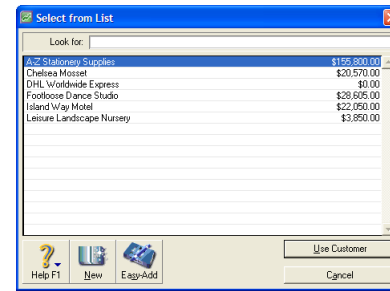 Select from List
Look for:
A-Z Stationery Supplies $155,800.00
Chelsea Mosset $20,570.00
DHL Worldwide Express $0.00
Footloose Dance Studio $28,605.00
Island Way Motel $22,050.00
Leisure Landscape Nursery $3,850.00
Help F1 New Easy-Add
Use Customer
Cancel